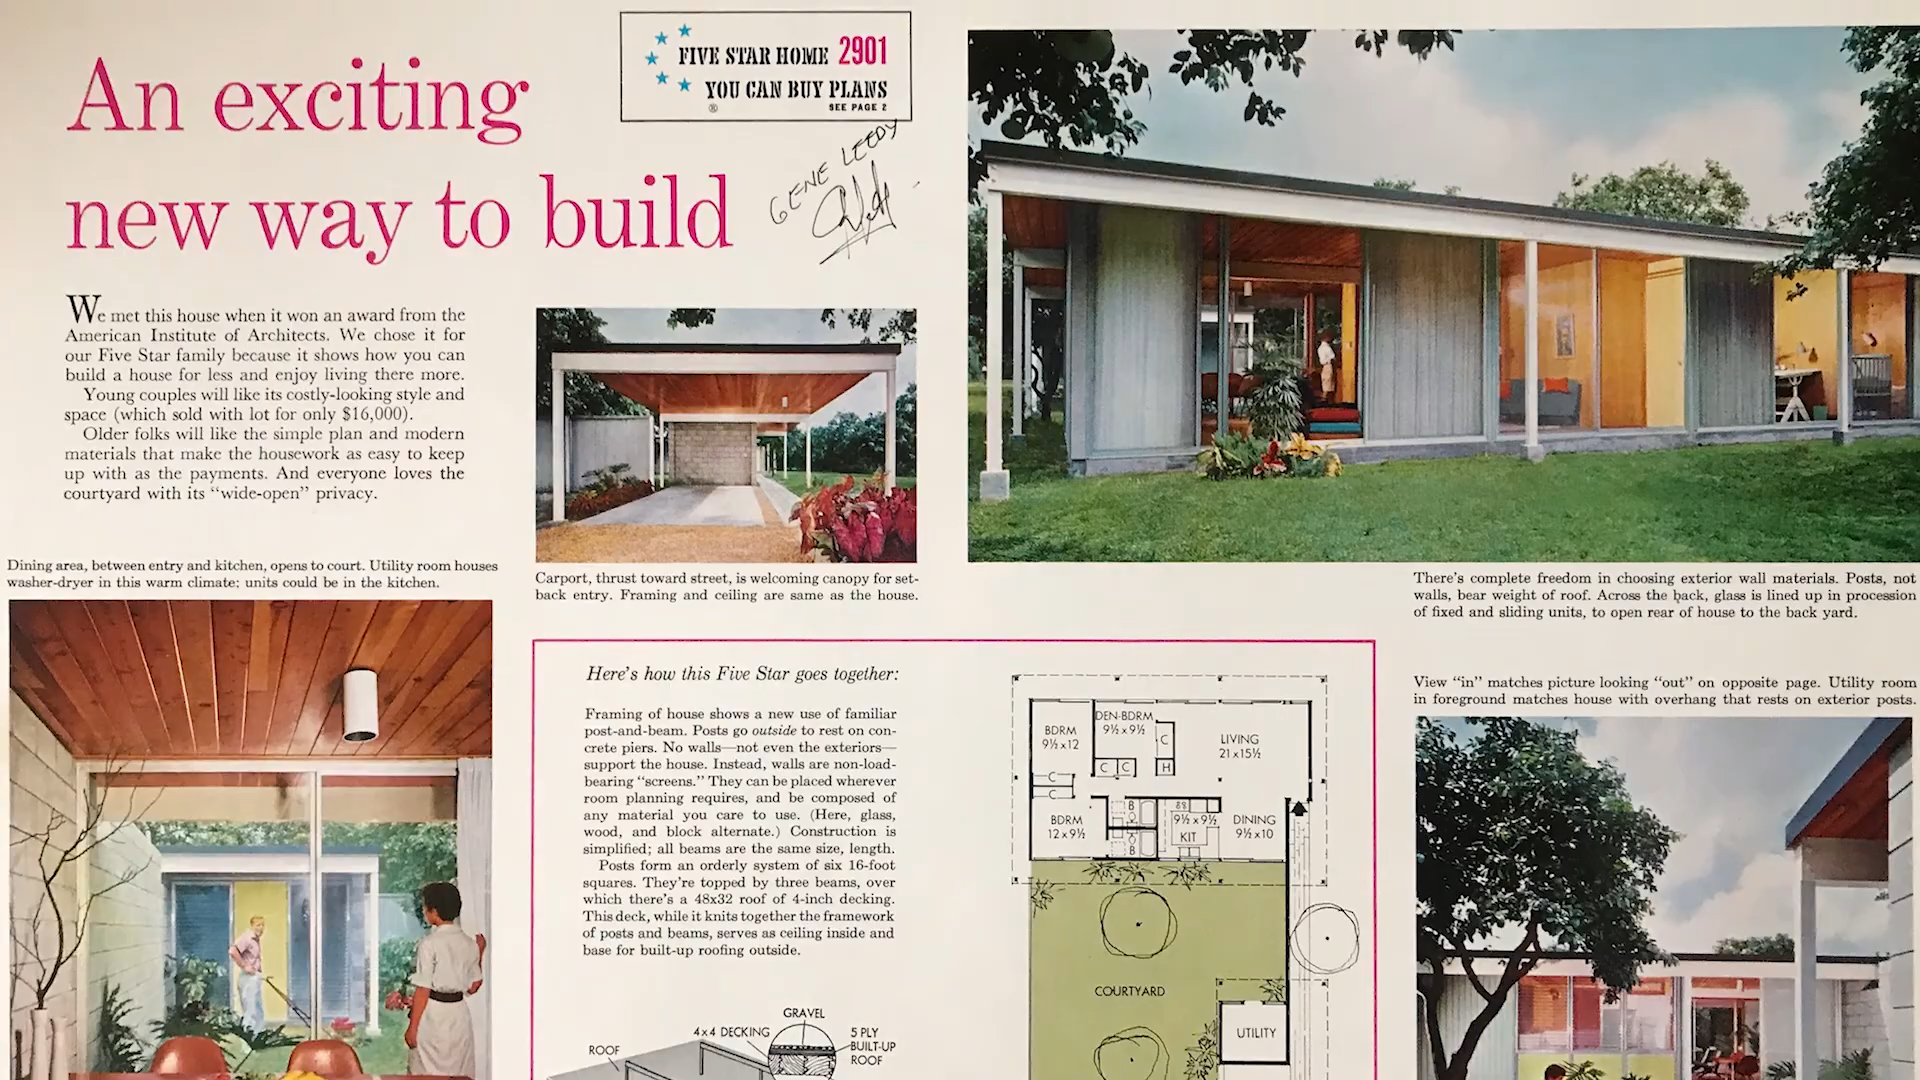 An exciting
new way to build
FIVE STAR HOME 2901
YOU CAN BUY PLANS
®
SEE PAGE 2
GENE LEEDY
We met this house when it won an award from the
American Institute of Architects. We chose it for
our Five Star family because it shows how you can
build a house for less and enjoy living there more.
Young couples will like its costly-looking style and
space (which sold with lot for only $16,000).
Older folks will like the simple plan and modern
materials that make the housework as easy to keep
up with as the payments. And everyone loves the
courtyard with its “wide-open” privacy.
Dining area, between entry and kitchen, opens to court. Utility room houses
washer-dryer in this warm climate; units could be in the kitchen.
Carport, thrust toward street, is welcoming canopy for set-
back entry. Framing and ceiling are same as the house.
There's complete freedom in choosing exterior wall materials. Posts, not
walls, bear weight of roof. Across the back, glass is lined up in procession
of fixed and sliding units, to open rear of house to the back yard.
View “in” matches picture looking “out” on opposite page. Utility room
in foreground matches house with overhang that rests on exterior posts.
Here's how this Five Star goes together:
Framing of house shows a new use of familiar
post-and-beam. Posts go outside to rest on con-
crete piers. No walls—not even the exteriors—
support the house. Instead, walls are non-load-
bearing “screens.” They can be placed wherever
room planning requires, and be composed of
any material you care to use. (Here, glass,
wood, and block alternate.) Construction is
simplified; all beams are the same size, length.
Posts form an orderly system of six 16-foot
squares. They're topped by three beams, over
which there's a 48x32 roof of 4-inch decking.
This deck, while it knits together the framework
of posts and beams, serves as ceiling inside and
base for built-up roofing outside.
GRAVEL
4x4 DECKING
5 PLY
BUILT-UP
ROOF
ROOF
BDRM
9½x12
DEN-BDRM
9½x9½
C
LIVING
21x15½
C
C
H
C
C
BDRM
12x9½
B
B
9½x9½
KIT
DINING
9½x10
COURTYARD
UTILITY